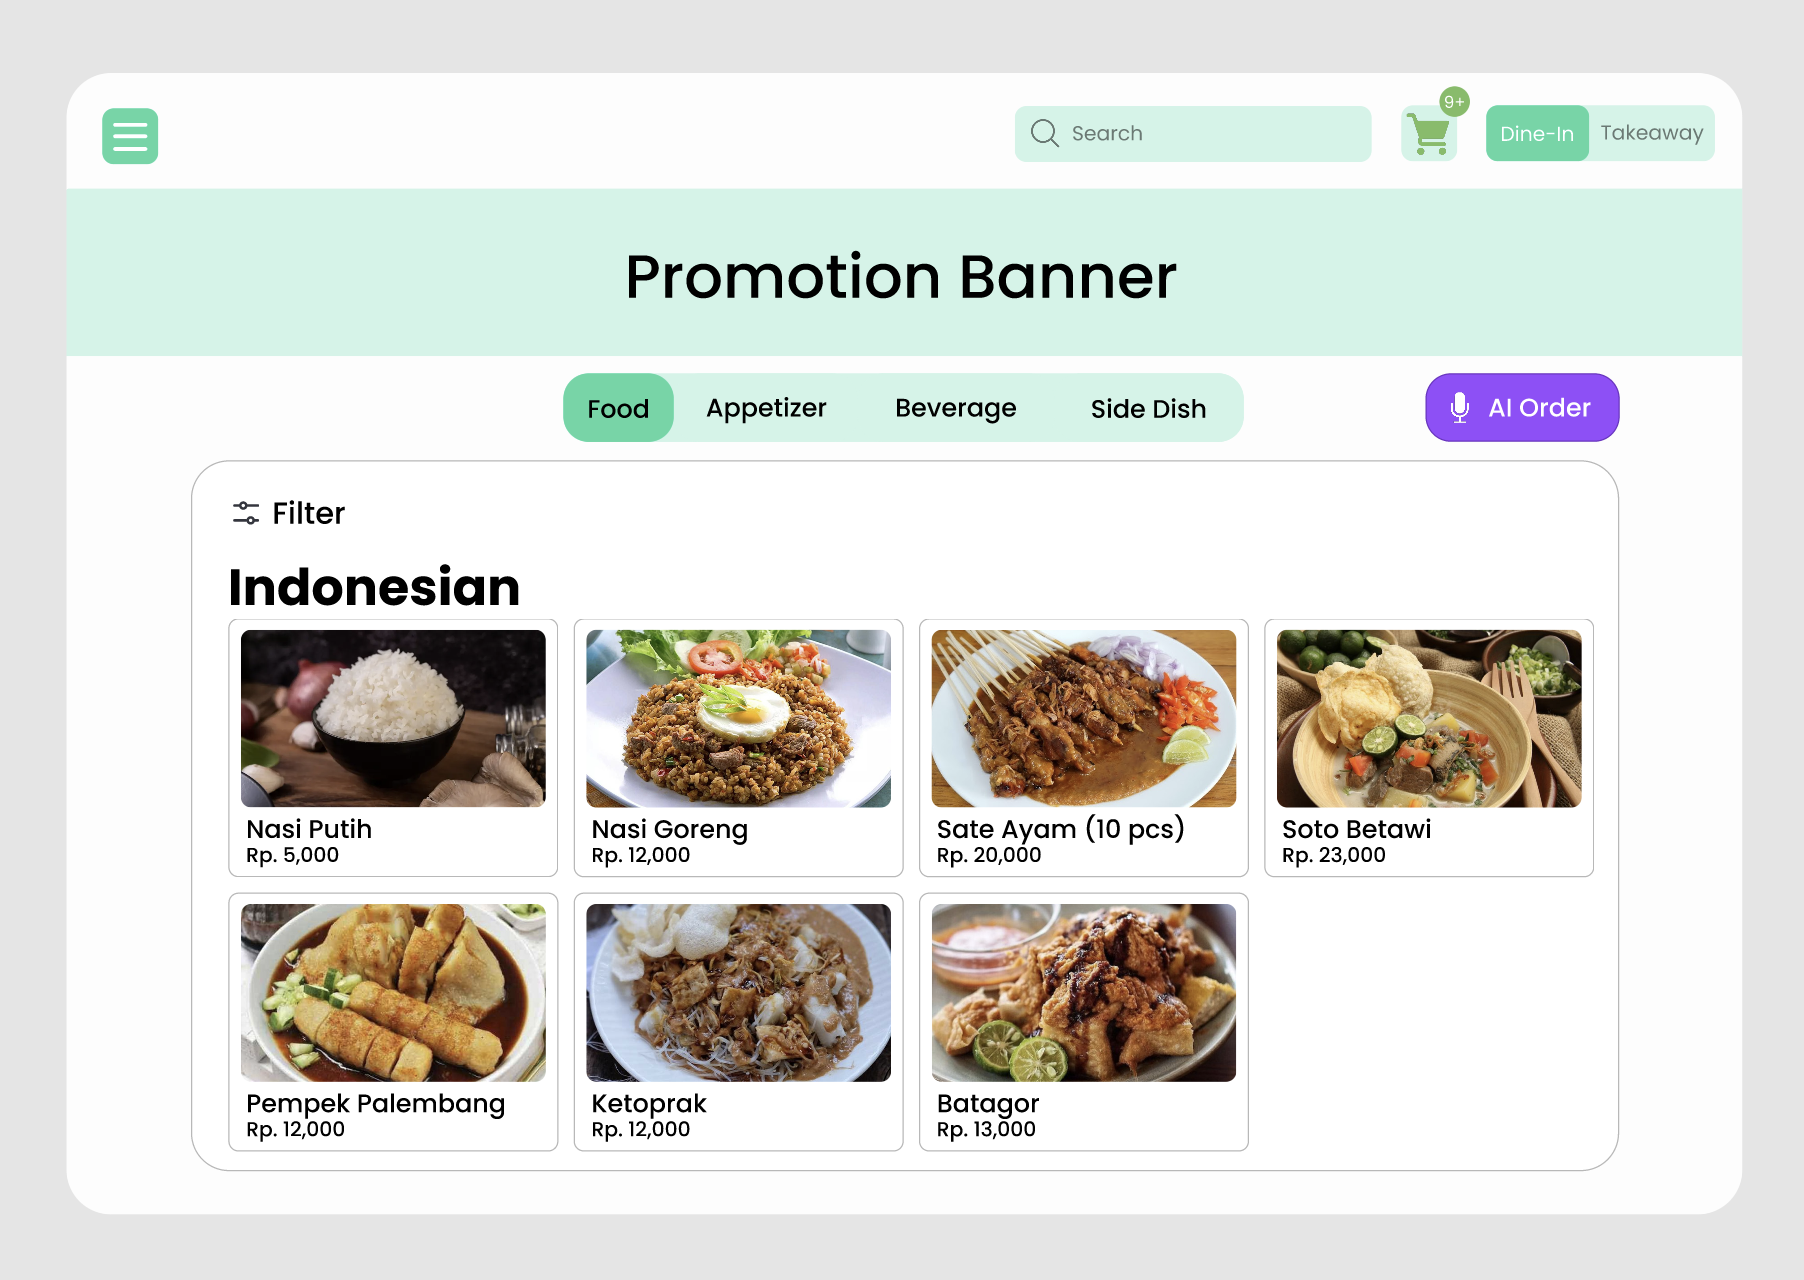 Search
9+
Dine-In
Takeaway
Promotion Banner
Food
Appetizer
Beverage
Side Dish
AI Order
Filter
Indonesian
Nasi Putih
Rp. 5,000
Nasi Goreng
Rp. 12,000
Sate Ayam (10 pcs)
Rp. 20,000
Soto Betawi
Rp. 23,000
Pempek Palembang
Rp. 12,000
Ketoprak
Rp. 12,000
Batagor
Rp. 13,000